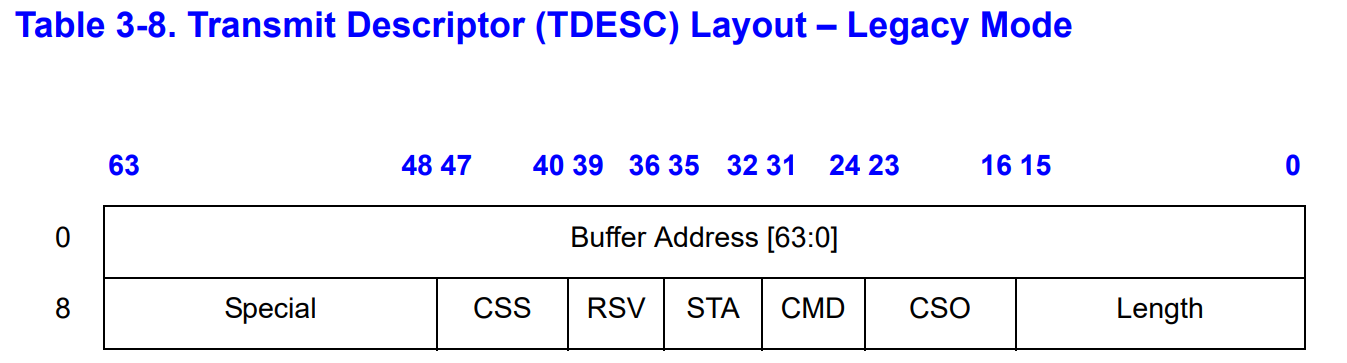 Table 3-8. Transmit Descriptor (TDESC) Layout – Legacy Mode
63 48 47 40 39 36 35 32 31 24 23 16 15 0
0 Buffer Address [63:0]
8 Special CSS RSV STA CMD CSO Length